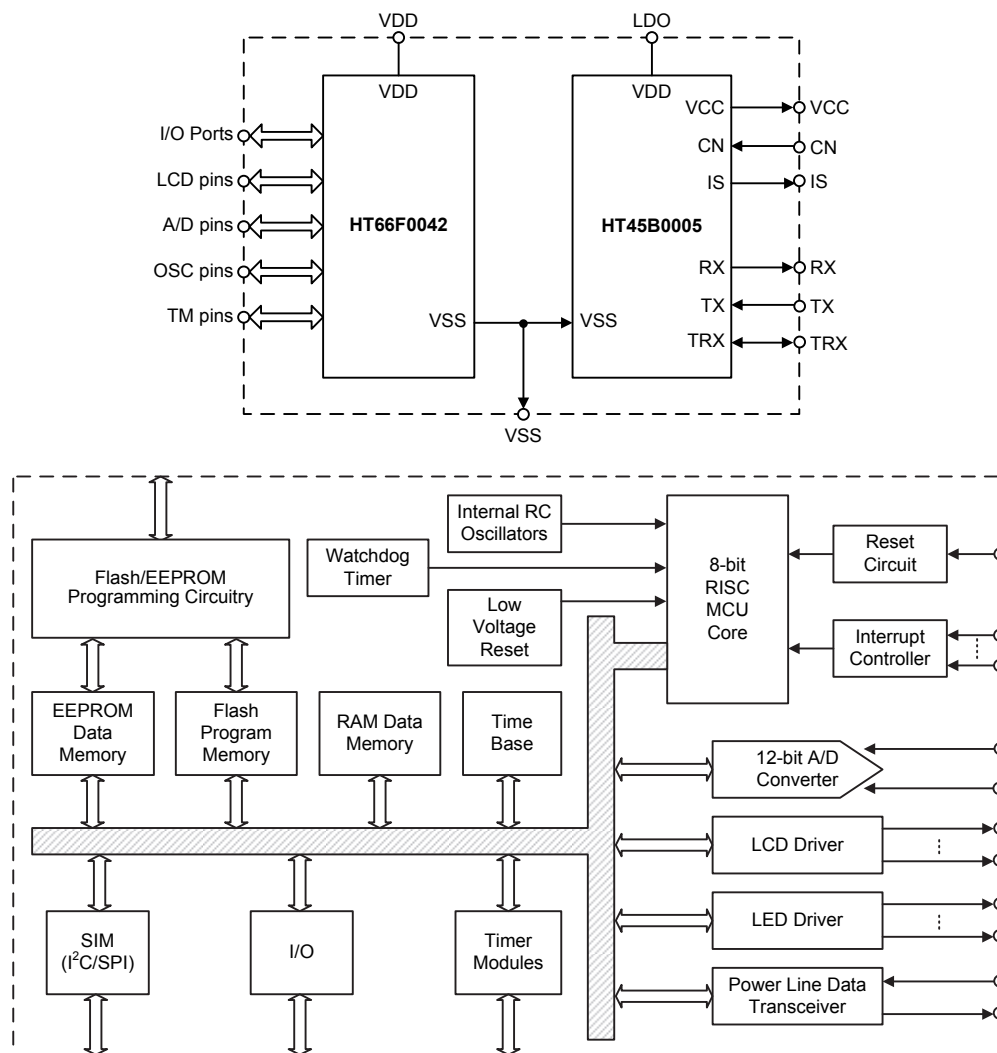 VDD
LDO
VDD
VDD
I/O Ports
LCD pins
A/D pins
OSC pins
TM pins
HT66F0042
VSS
HT45B0005
VSS
VCC
VCC
CN
CN
IS
IS
RX
RX
TX
TX
TRX
TRX
VSS
Flash/EEPROM
Programming Circuitry
Internal RC
Oscillators
Watchdog
Timer
Low
Voltage
Reset
8-bit
RISC
MCU
Core
Reset
Circuit
Interrupt
Controller
EEPROM
Data
Memory
Flash
Program
Memory
RAM Data
Memory
Time
Base
12-bit A/D
Converter
LCD Driver
LED Driver
Power Line Data
Transceiver
SIM
(I²C/SPI)
I/O
Timer
Modules